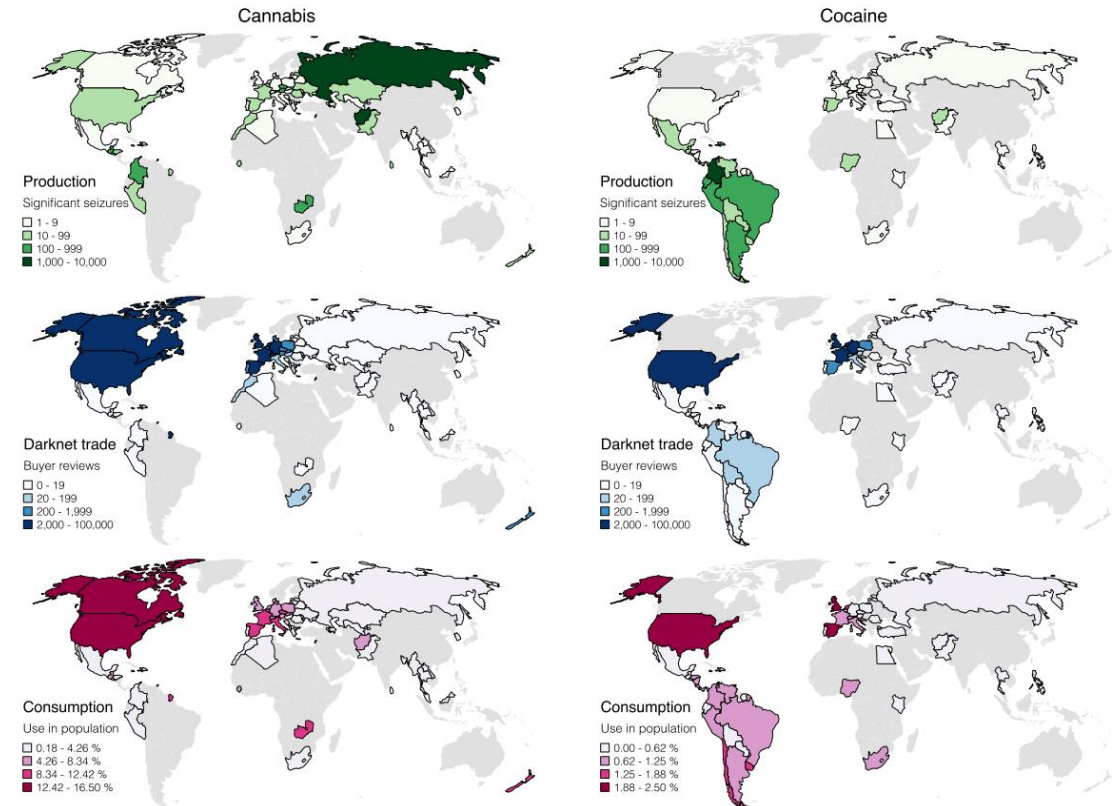 Cannabis
Cocaine
Production
Significant seizures
1 - 9
10 - 99
100 - 999
1,000 - 10,000
Production
Significant seizures
1 - 9
10 - 99
100 - 999
1,000 - 10,000
Darknet trade
Buyer reviews
0 - 19
20 - 199
200 - 1,999
2,000 - 100,000
Darknet trade
Buyer reviews
0 - 19
20 - 199
200 - 1,999
2,000 - 100,000
Consumption
Use in population
0.18 - 4.26 %
4.26 - 8.34 %
8.34 - 12.42 %
12.42 - 16.50 %
Consumption
Use in population
0.00 - 0.62 %
0.62 - 1.25 %
1.25 - 1.88 %
1.88 - 2.50 %